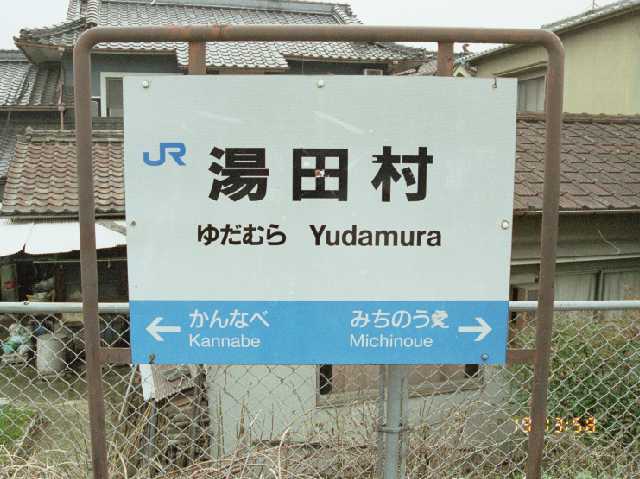 JR 湯田村
ゆだむら Yudamura
← かんなべ みちのうえ →
Kannabe Michinoue